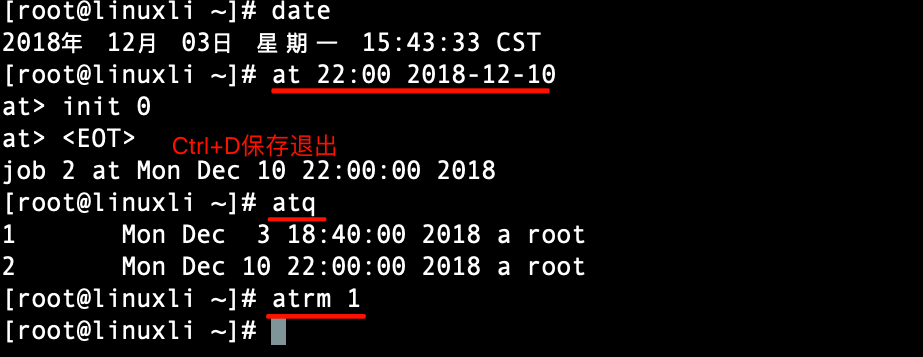 [root@linuxli ~]# date
2018年 12月 03日 星期一 15:43:33 CST
[root@linuxli ~]# at 22:00 2018-12-10
at> init 0
at> <EOT>
Ctrl+D保存退出
job 2 at Mon Dec 10 22:00:00 2018
[root@linuxli ~]# atq
1 Mon Dec 3 18:40:00 2018 a root
2 Mon Dec 10 22:00:00 2018 a root
[root@linuxli ~]# atrm 1
[root@linuxli ~]#